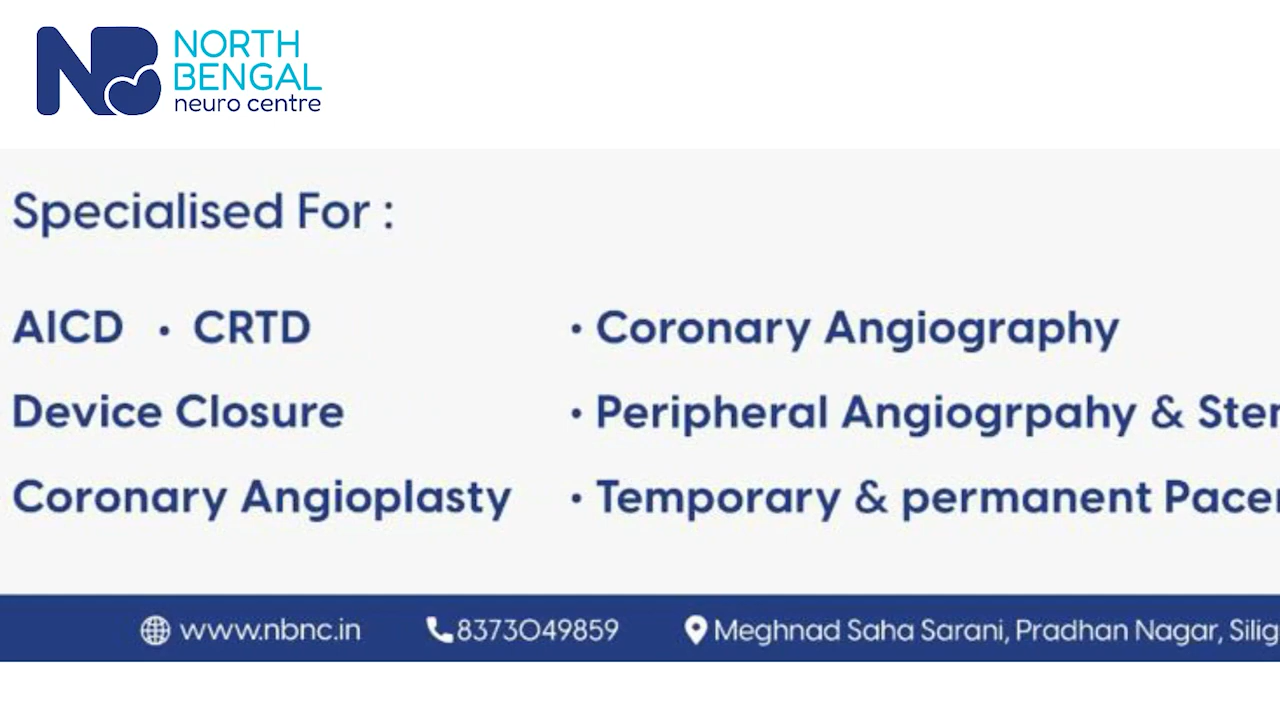 NORTH
BENGAL
neuro centre
Specialised For :
AICD • CRTD
• Coronary Angiography
Device Closure
• Peripheral Angiogrpahy &
Coronary Angioplasty
• Temporary & permanent
www.nbnc.in
8373049859
Meghnad Saha Sarani, Pradhan Nagar,